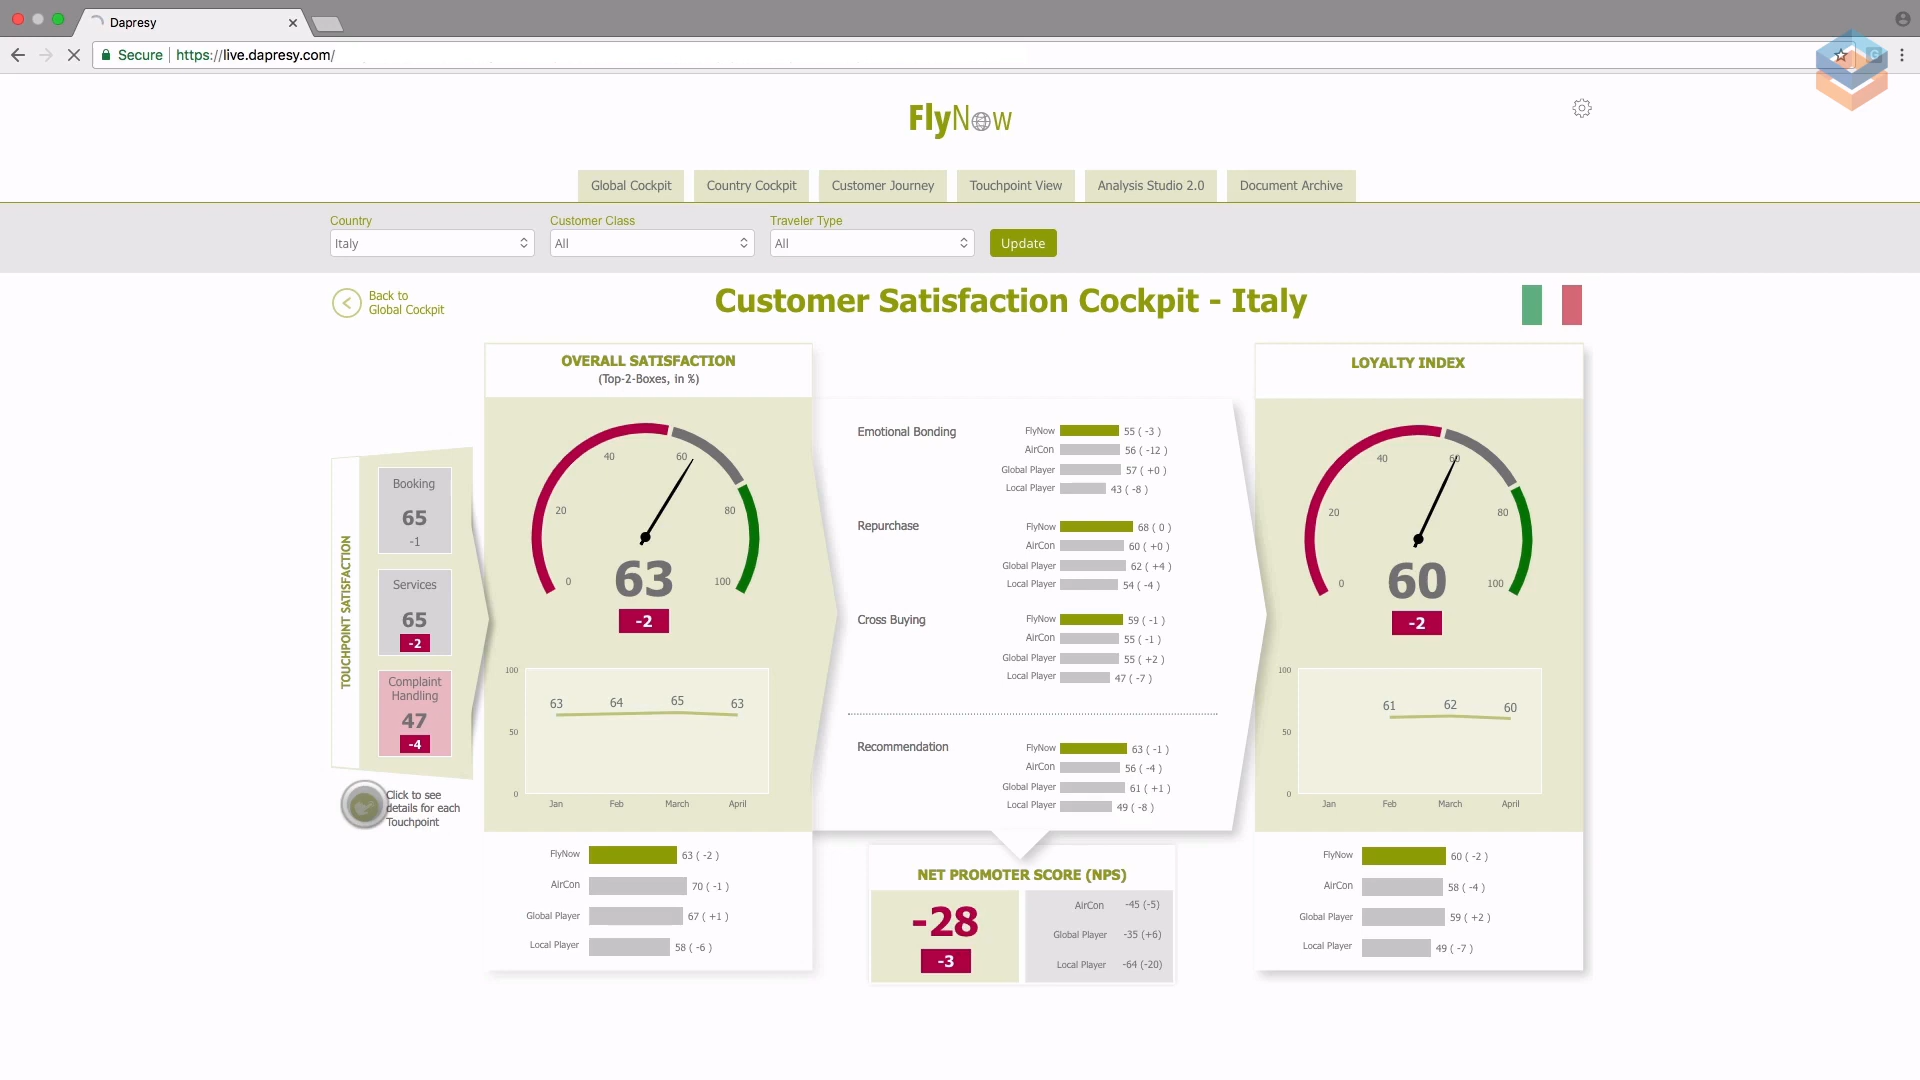 Dapresy
Secure https://live.dapresy.com/
FlyNow
Global Cockpit
Country Cockpit
Customer Journey
Touchpoint View
Analysis Studio 2.0
Document Archive
Country
Customer Class
Traveler Type
Italy
All
All
Update
Back to
Global Cockpit
Customer Satisfaction Cockpit - Italy
TOUCHPOINT SATISFACTION
Booking
65
-1
Services
65
-2
Complaint
Handling
47
-4
Click to see
details for each
Touchpoint
OVERALL SATISFACTION
(Top-2-Boxes, in %)
0
20
40
60
80
100
63
-2
100
50
0
63
64
65
63
Jan
Feb
March
April
FlyNow 63 ( -2 )
AirCon 70 ( -1 )
Global Player 67 ( +1 )
Local Player 58 ( -6 )
Emotional Bonding
FlyNow 55 ( -3 )
AirCon 56 ( -12 )
Global Player 57 ( +0 )
Local Player 43 ( -8 )
Repurchase
FlyNow 68 ( 0 )
AirCon 60 ( +0 )
Global Player 62 ( +4 )
Local Player 54 ( -4 )
Cross Buying
FlyNow 59 ( -1 )
AirCon 55 ( -1 )
Global Player 55 ( +2 )
Local Player 47 ( -7 )
Recommendation
FlyNow 63 ( -1 )
AirCon 56 ( -4 )
Global Player 61 ( +1 )
Local Player 49 ( -8 )
NET PROMOTER SCORE (NPS)
-28
-3
AirCon -45 (-5)
Global Player -35 (+6)
Local Player -64 (-20)
LOYALTY INDEX
0
20
40
60
80
100
60
-2
100
50
0
61
62
60
Jan
Feb
March
April
FlyNow 60 ( -2 )
AirCon 58 ( -4 )
Global Player 59 ( +2 )
Local Player 49 ( -7 )